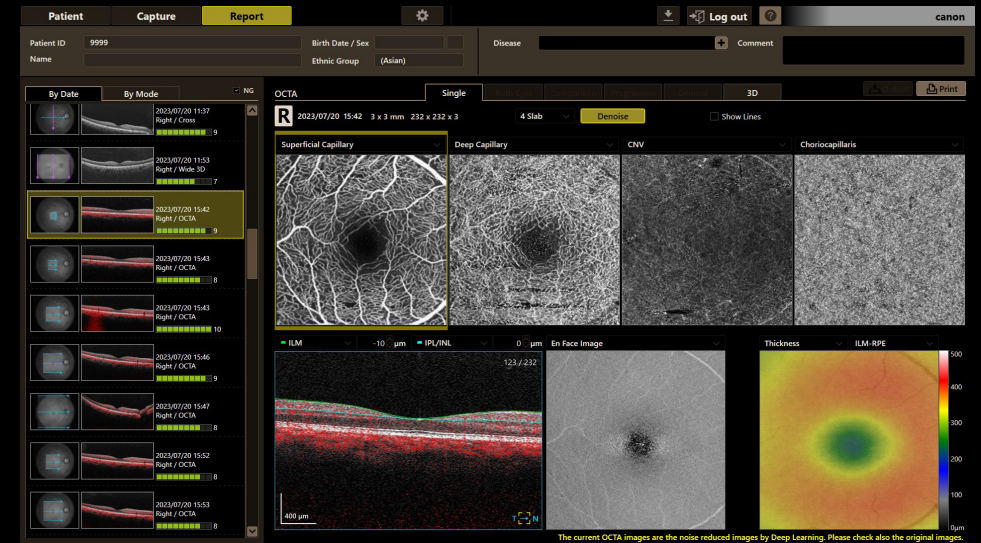 Patient
Capture
Report
Log out
?
canon
Patient ID
9999
Birth Date / Sex
Disease
Comment
Name
Ethnic Group
(Asian)
By Date
By Mode
NG
OCTA
Single
3D
Print
R
2023/07/20 15:42 3 x 3 mm 232 x 232 x 3
4 Slab
Denoise
Show Lines
2023/07/20 11:37
Right / Cross
9
2023/07/20 11:53
Right / Wide 3D
7
2023/07/20 15:42
Right / OCTA
9
2023/07/20 15:43
Right / OCTA
8
2023/07/20 15:43
Right / OCTA
10
2023/07/20 15:46
Right / OCTA
9
2023/07/20 15:47
Right / OCTA
8
2023/07/20 15:52
Right / OCTA
8
2023/07/20 15:53
Right / OCTA
8
Superficial Capillary
Deep Capillary
CNV
Choriocapillaris
ILM
-10 µm
IPL/INL
0 µm
En Face Image
Thickness
ILM-RPE
123 / 232
400 µm
T N
500
400
300
200
100
0µm
The current OCTA images are the noise reduced images by Deep Learning. Please check also the original images.